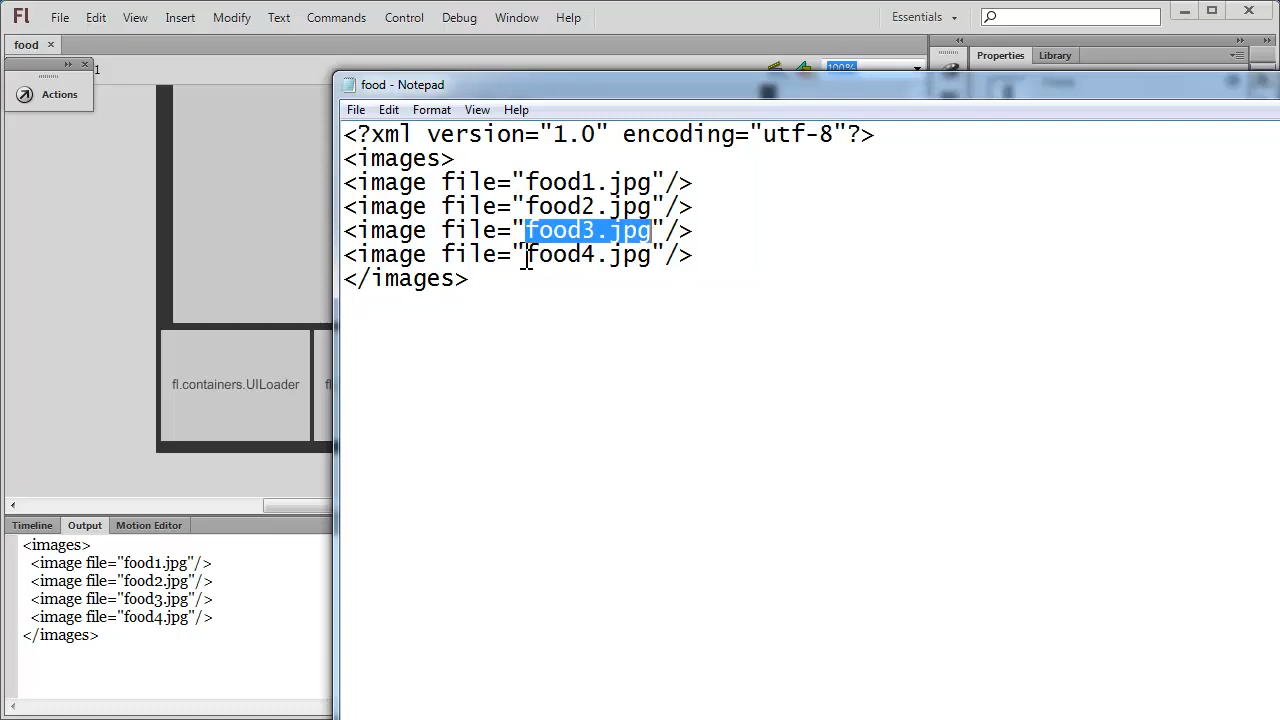 Fl File Edit View Insert Modify Text Commands Control Debug Window Help Essentials
food × Properties Library
1 100%
Actions
food - Notepad
File Edit Format View Help
<?xml version="1.0" encoding="utf-8"?>
<images>
<image file="food1.jpg"/>
<image file="food2.jpg"/>
<image file="food3.jpg"/>
<image file="food4.jpg"/>
</images>
fl.containers.UILoader fl
Timeline Output Motion Editor
<images>
<image file="food1.jpg"/>
<image file="food2.jpg"/>
<image file="food3.jpg"/>
<image file="food4.jpg"/>
</images>